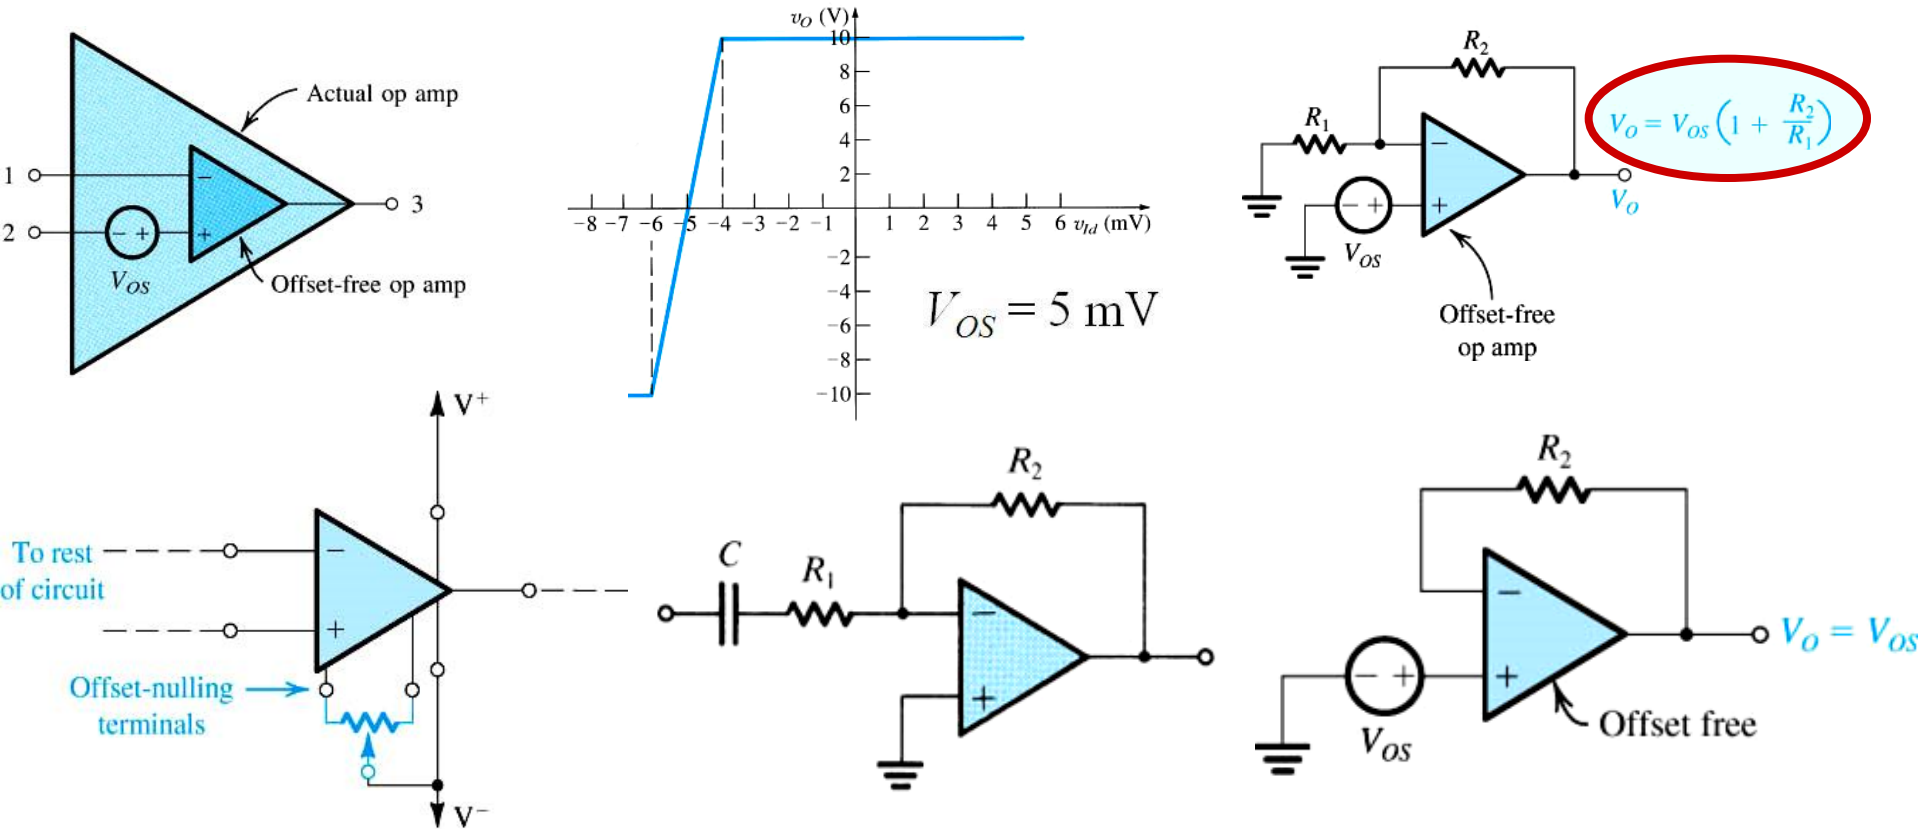 Actual op amp
1
2
3
−
+
− +
V_OS
Offset-free op amp
v_O (V)
10
8
6
4
2
−8 −7 −6 −5 −4 −3 −2 −1 1 2 3 4 5 6 v_Id (mV)
−2
−4
−6
−8
−10
V_OS = 5 mV
R_2
R_1
−
+
− +
V_OS
V_O = V_OS (1 + R_2/R_1)
V_O
Offset-free
op amp
V⁺
To rest
of circuit
−
+
Offset-nulling
terminals
V⁻
R_2
C
R_1
−
+
R_2
−
+
− +
V_OS
V_O = V_OS
Offset free